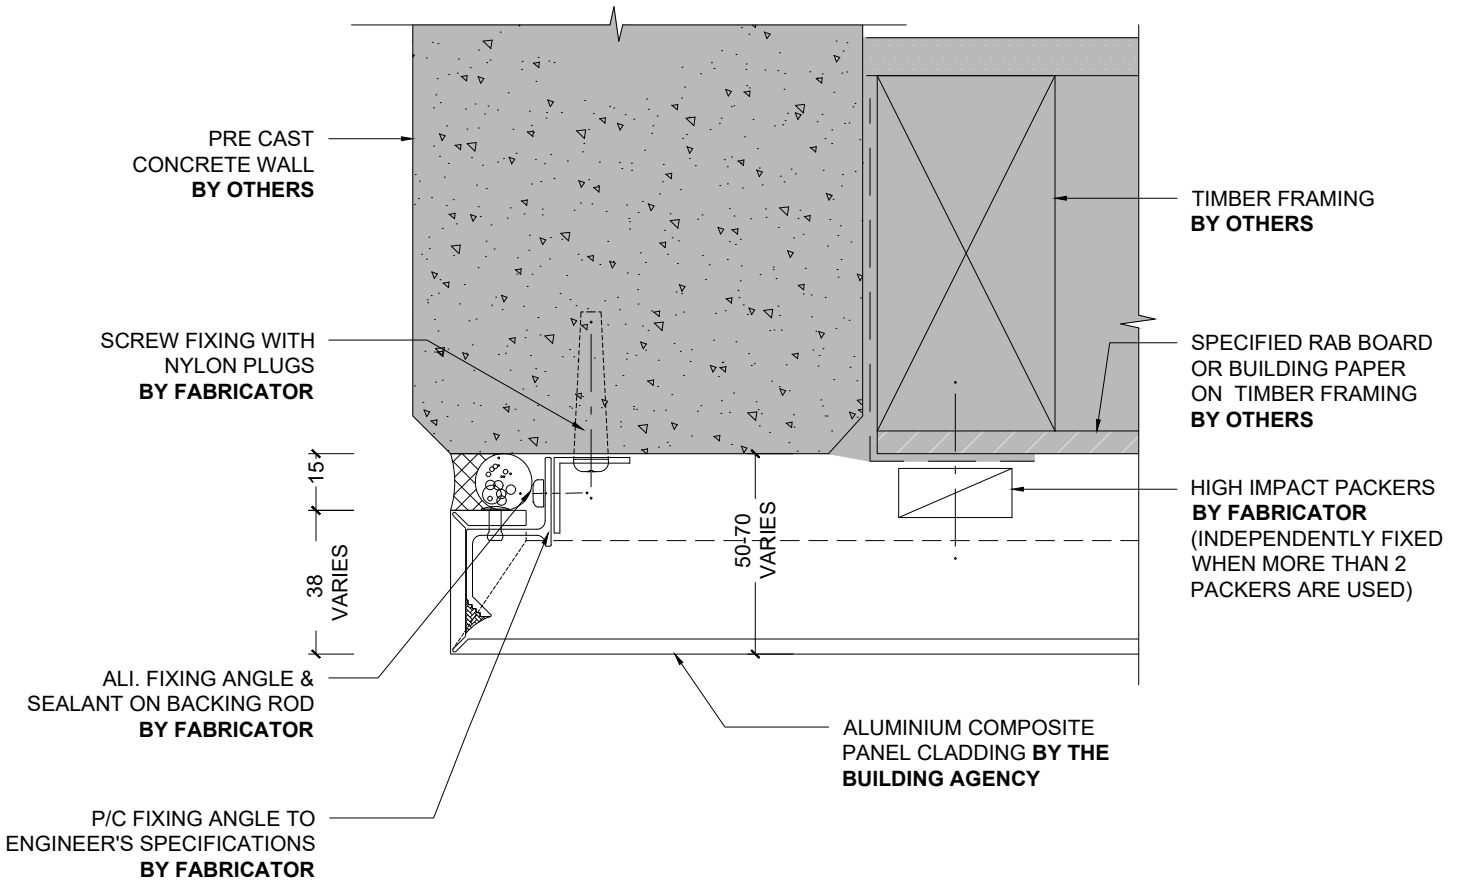 PRE CAST
CONCRETE WALL
BY OTHERS
SCREW FIXING WITH
NYLON PLUGS
BY FABRICATOR
15
38
VARIES
ALI. FIXING ANGLE &
SEALANT ON BACKING ROD
BY FABRICATOR
P/C FIXING ANGLE TO
ENGINEER'S SPECIFICATIONS
BY FABRICATOR
50-70
VARIES
TIMBER FRAMING
BY OTHERS
SPECIFIED RAB BOARD
OR BUILDING PAPER
ON TIMBER FRAMING
BY OTHERS
HIGH IMPACT PACKERS
BY FABRICATOR
(INDEPENDENTLY FIXED
WHEN MORE THAN 2
PACKERS ARE USED)
ALUMINIUM COMPOSITE
PANEL CLADDING BY THE
BUILDING AGENCY